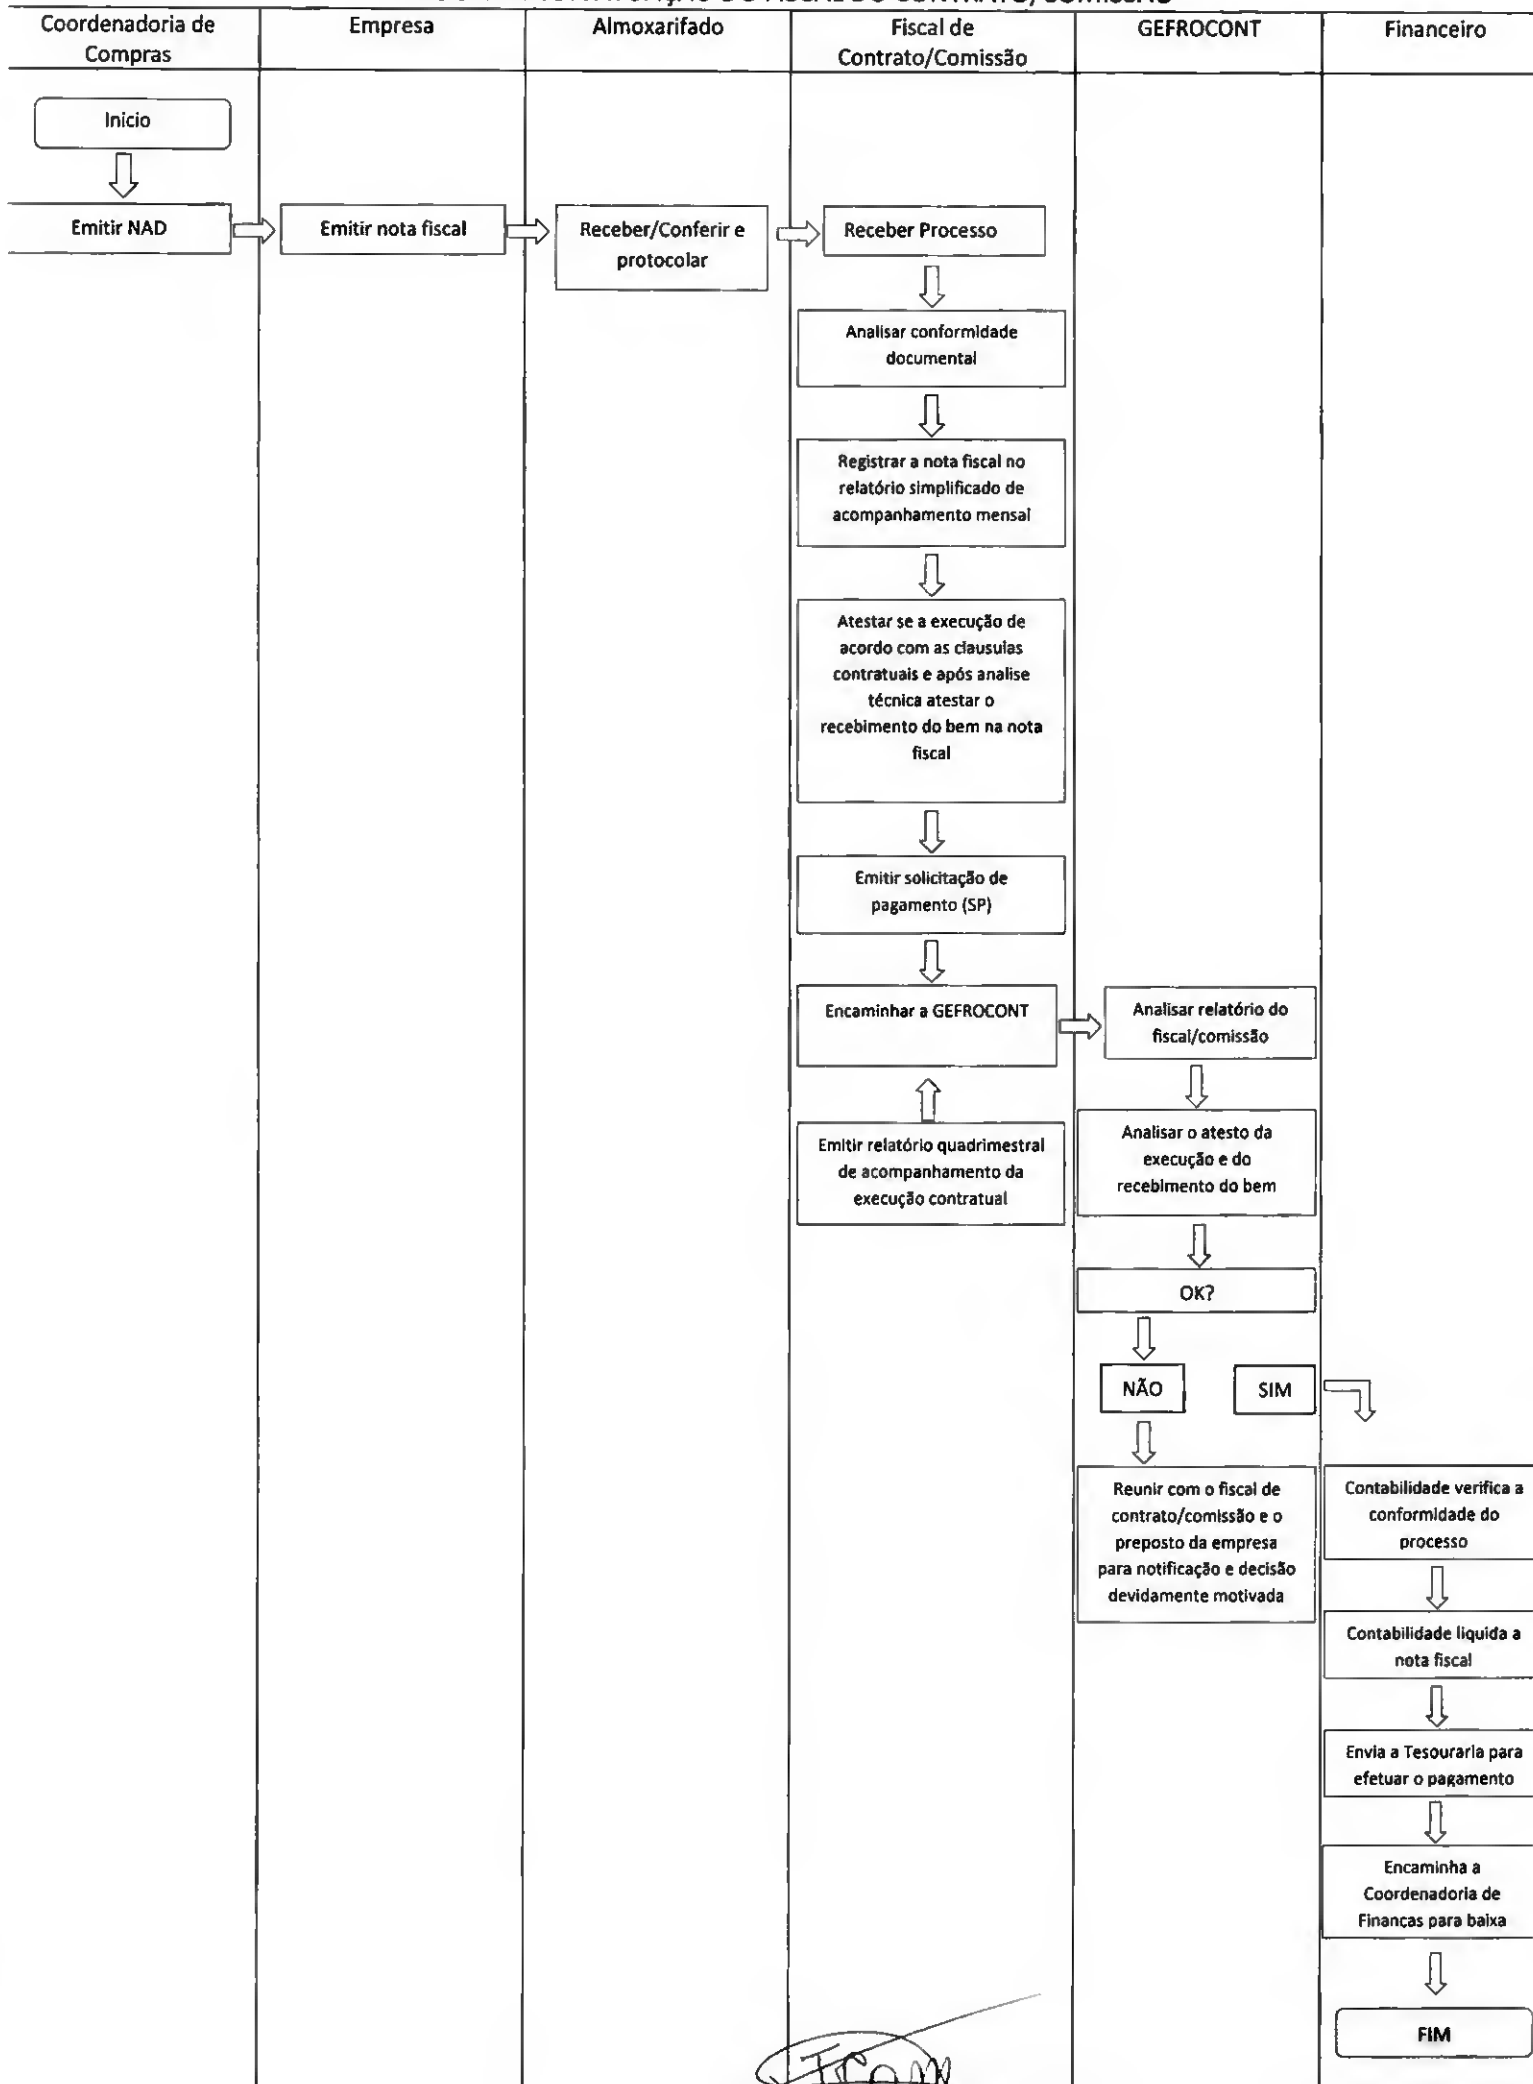 DO CONTRATO/COMISSÃO
Coordenadoria de
Compras
Empresa
Almoxarifado
Fiscal de
Contrato/Comissão
GEFROCONT
Financeiro
Inicio
Emitir NAD
Emitir nota fiscal
Receber/Conferir e
protocolar
Receber Processo
Analisar conformidade
documental
Registrar a nota fiscal no
relatório simplificado de
acompanhamento mensal
Atestar se a execução de
acordo com as clausulas
contratuais e após analise
técnica atestar o
recebimento do bem na nota
fiscal
Emitir solicitação de
pagamento (SP)
Encaminhar a GEFROCONT
Analisar relatório do
fiscal/comissão
Emitir relatório quadrimestral
de acompanhamento da
execução contratual
Analisar o atesto da
execução e do
recebimento do bem
OK?
NÃO
SIM
Reunir com o fiscal de
contrato/comissão e o
preposto da empresa
para notificação e decisão
devidamente motivada
Contabilidade verifica a
conformidade do
processo
Contabilidade liquida a
nota fiscal
Envia a Tesouraria para
efetuar o pagamento
Encaminha a
Coordenadoria de
Finanças para baixa
FIM